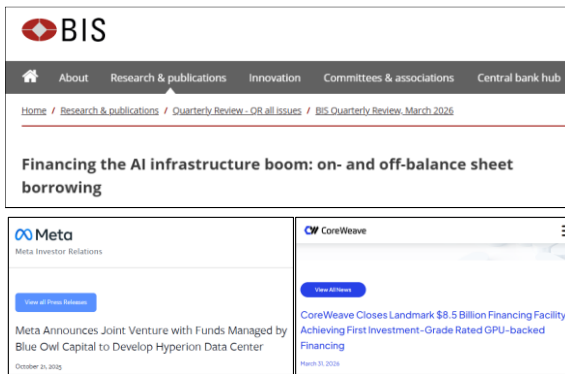 BIS
About Research & publications Innovation Committees & associations Central bank hub
Home / Research & publications / Quarterly Review - QR all issues / BIS Quarterly Review, March 2026
Financing the AI infrastructure boom: on- and off-balance sheet
borrowing
Meta
Meta Investor Relations
View all Press Releases
Meta Announces Joint Venture with Funds Managed by
Blue Owl Capital to Develop Hyperion Data Center
October 21, 2025
CoreWeave
View All News
CoreWeave Closes Landmark $8.5 Billion Financing Facility
Achieving First Investment-Grade Rated GPU-backed
Financing
March 31, 2026